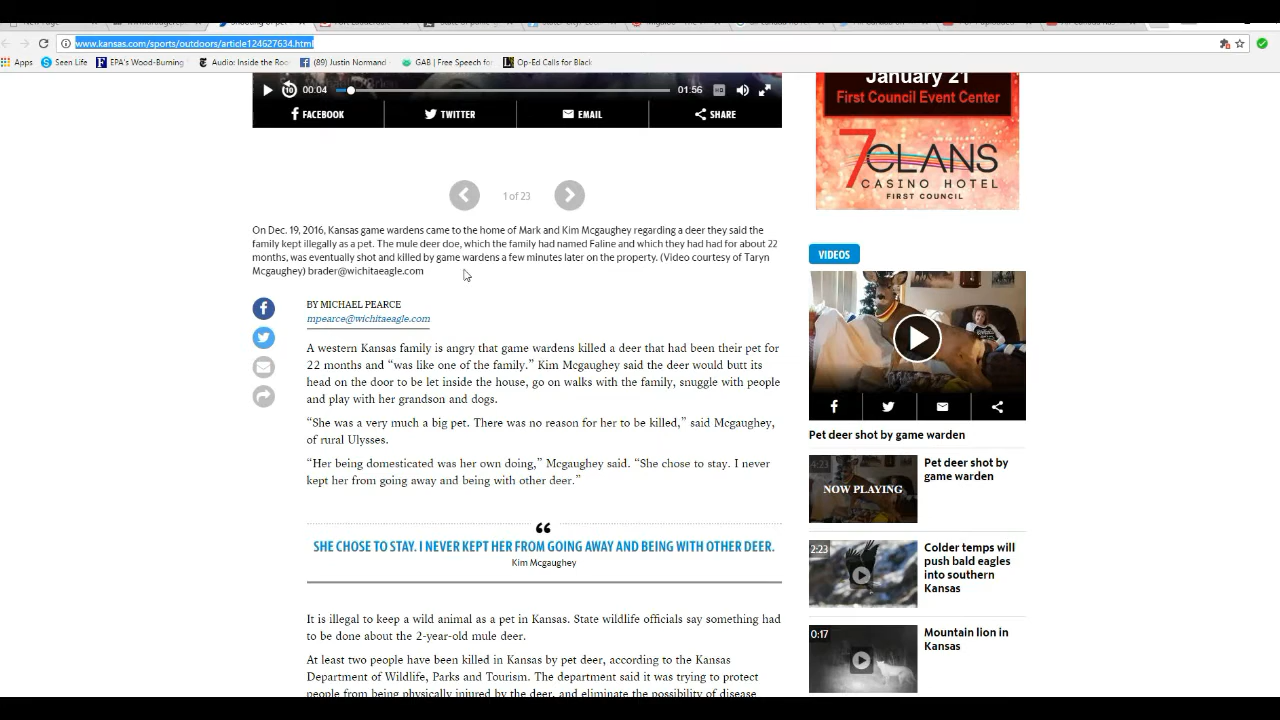 www.kansas.com/sports/outdoors/article124627634.html
Apps
Seen Life
EPA's Wood-Burning
Audio: Inside the Roo
(89) Justin Normand
GAB | Free Speech fo
Op-Ed Calls for Black
10
00:04
01:56
FACEBOOK
TWITTER
EMAIL
SHARE
January 21
First Council Event Center
7CLANS
CASINO HOTEL
FIRST COUNCIL
1 of 23
On Dec. 19, 2016, Kansas game wardens came to the home of Mark and Kim Mcgaughey regarding a deer they said the
family kept illegally as a pet. The mule deer doe, which the family had named Faline and which they had had for about 22
months, was eventually shot and killed by game wardens a few minutes later on the property. (Video courtesy of Taryn
Mcgaughey) brader@wichitaeagle.com
BY MICHAEL PEARCE
mpearce@wichitaeagle.com
A western Kansas family is angry that game wardens killed a deer that had been their pet for
22 months and “was like one of the family.” Kim Mcgaughey said the deer would butt its
head on the door to be let inside the house, go on walks with the family, snuggle with people
and play with her grandson and dogs.
“She was a very much a big pet. There was no reason for her to be killed,” said Mcgaughey,
of rural Ulysses.
“Her being domesticated was her own doing,” Mcgaughey said. “She chose to stay. I never
kept her from going away and being with other deer.”
“
SHE CHOSE TO STAY. I NEVER KEPT HER FROM GOING AWAY AND BEING WITH OTHER DEER.
Kim Mcgaughey
It is illegal to keep a wild animal as a pet in Kansas. State wildlife officials say something had
to be done about the 2-year-old mule deer.
At least two people have been killed in Kansas by pet deer, according to the Kansas
Department of Wildlife, Parks and Tourism. The department said it was trying to protect
people from being physically injured by the deer, and eliminate the possibility of disease
VIDEOS
Pet deer shot by game warden
4:23
NOW PLAYING
Pet deer shot by
game warden
2:23
Colder temps will
push bald eagles
into southern
Kansas
0:17
Mountain lion in
Kansas